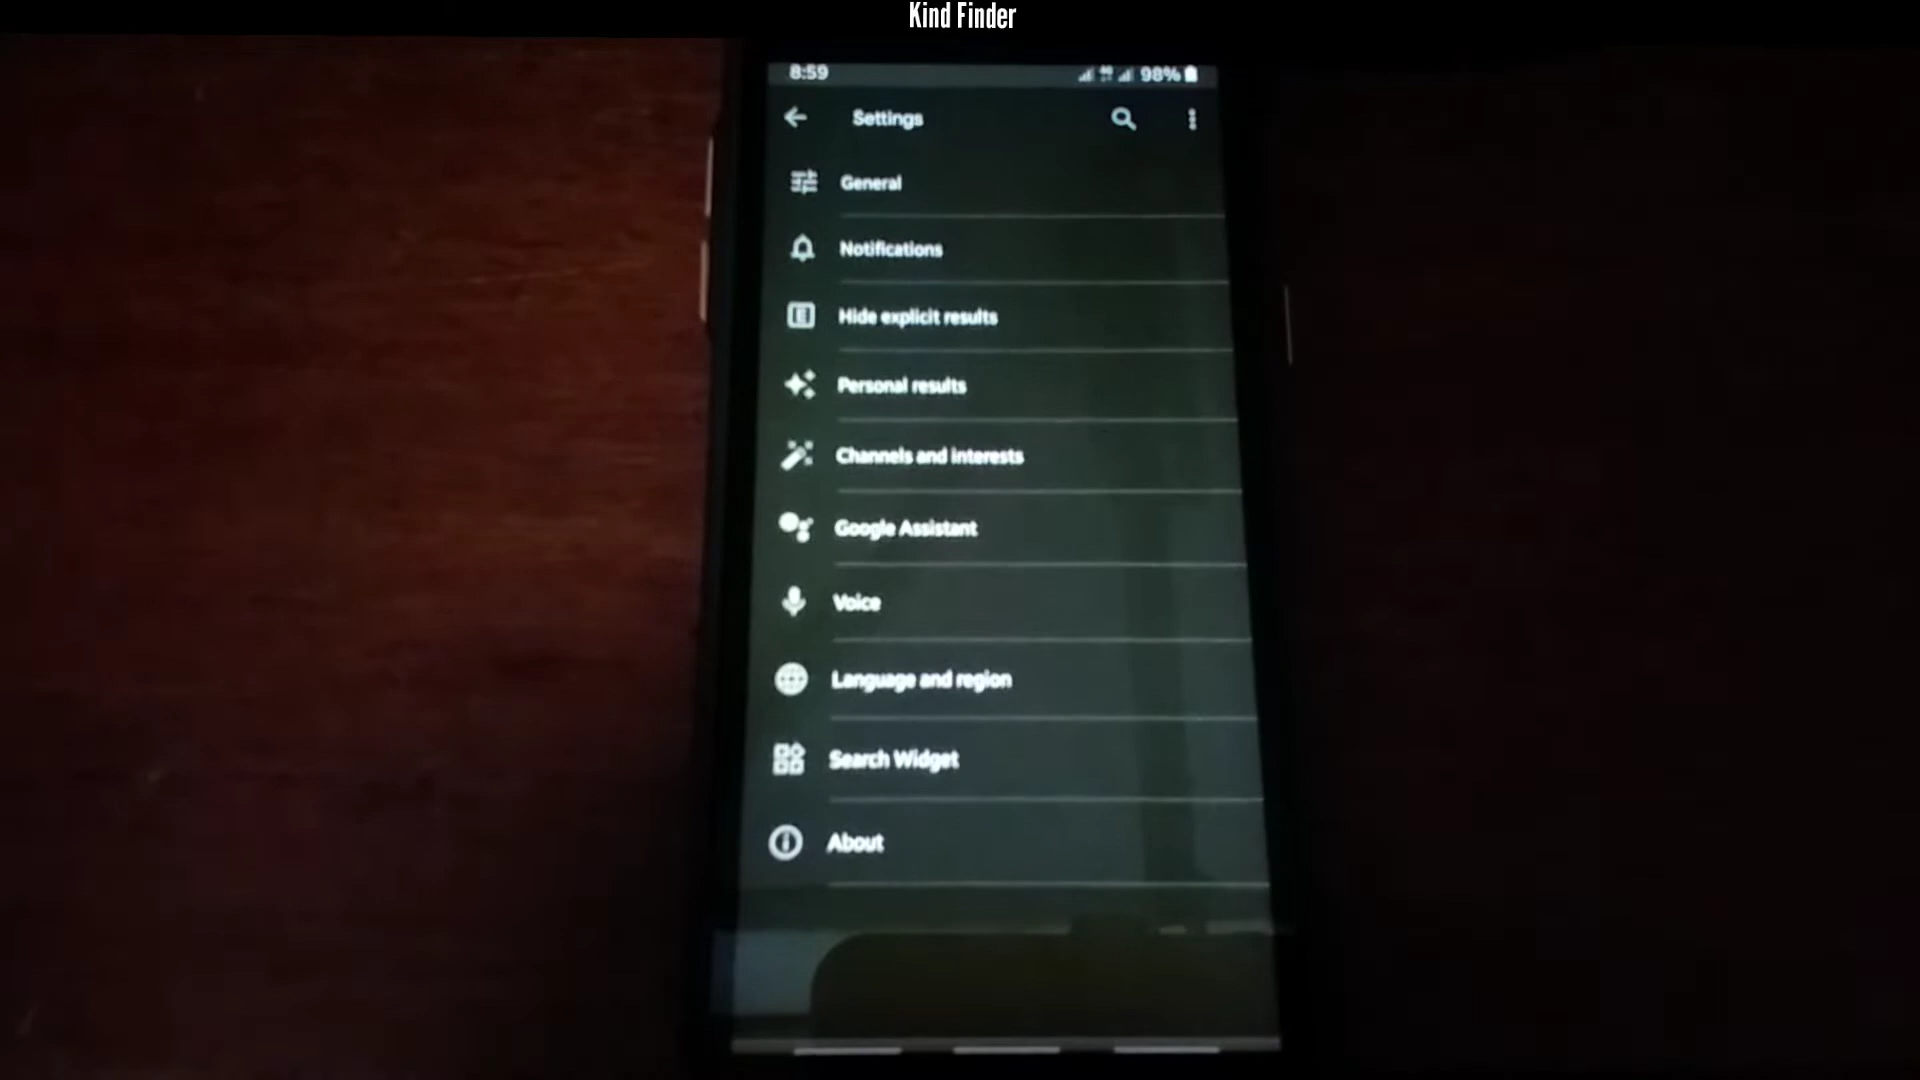 Kind Finder
8:59
98%
Settings
General
Notifications
Hide explicit results
Personal results
Channels and interests
Google Assistant
Voice
Language and region
Search Widget
About